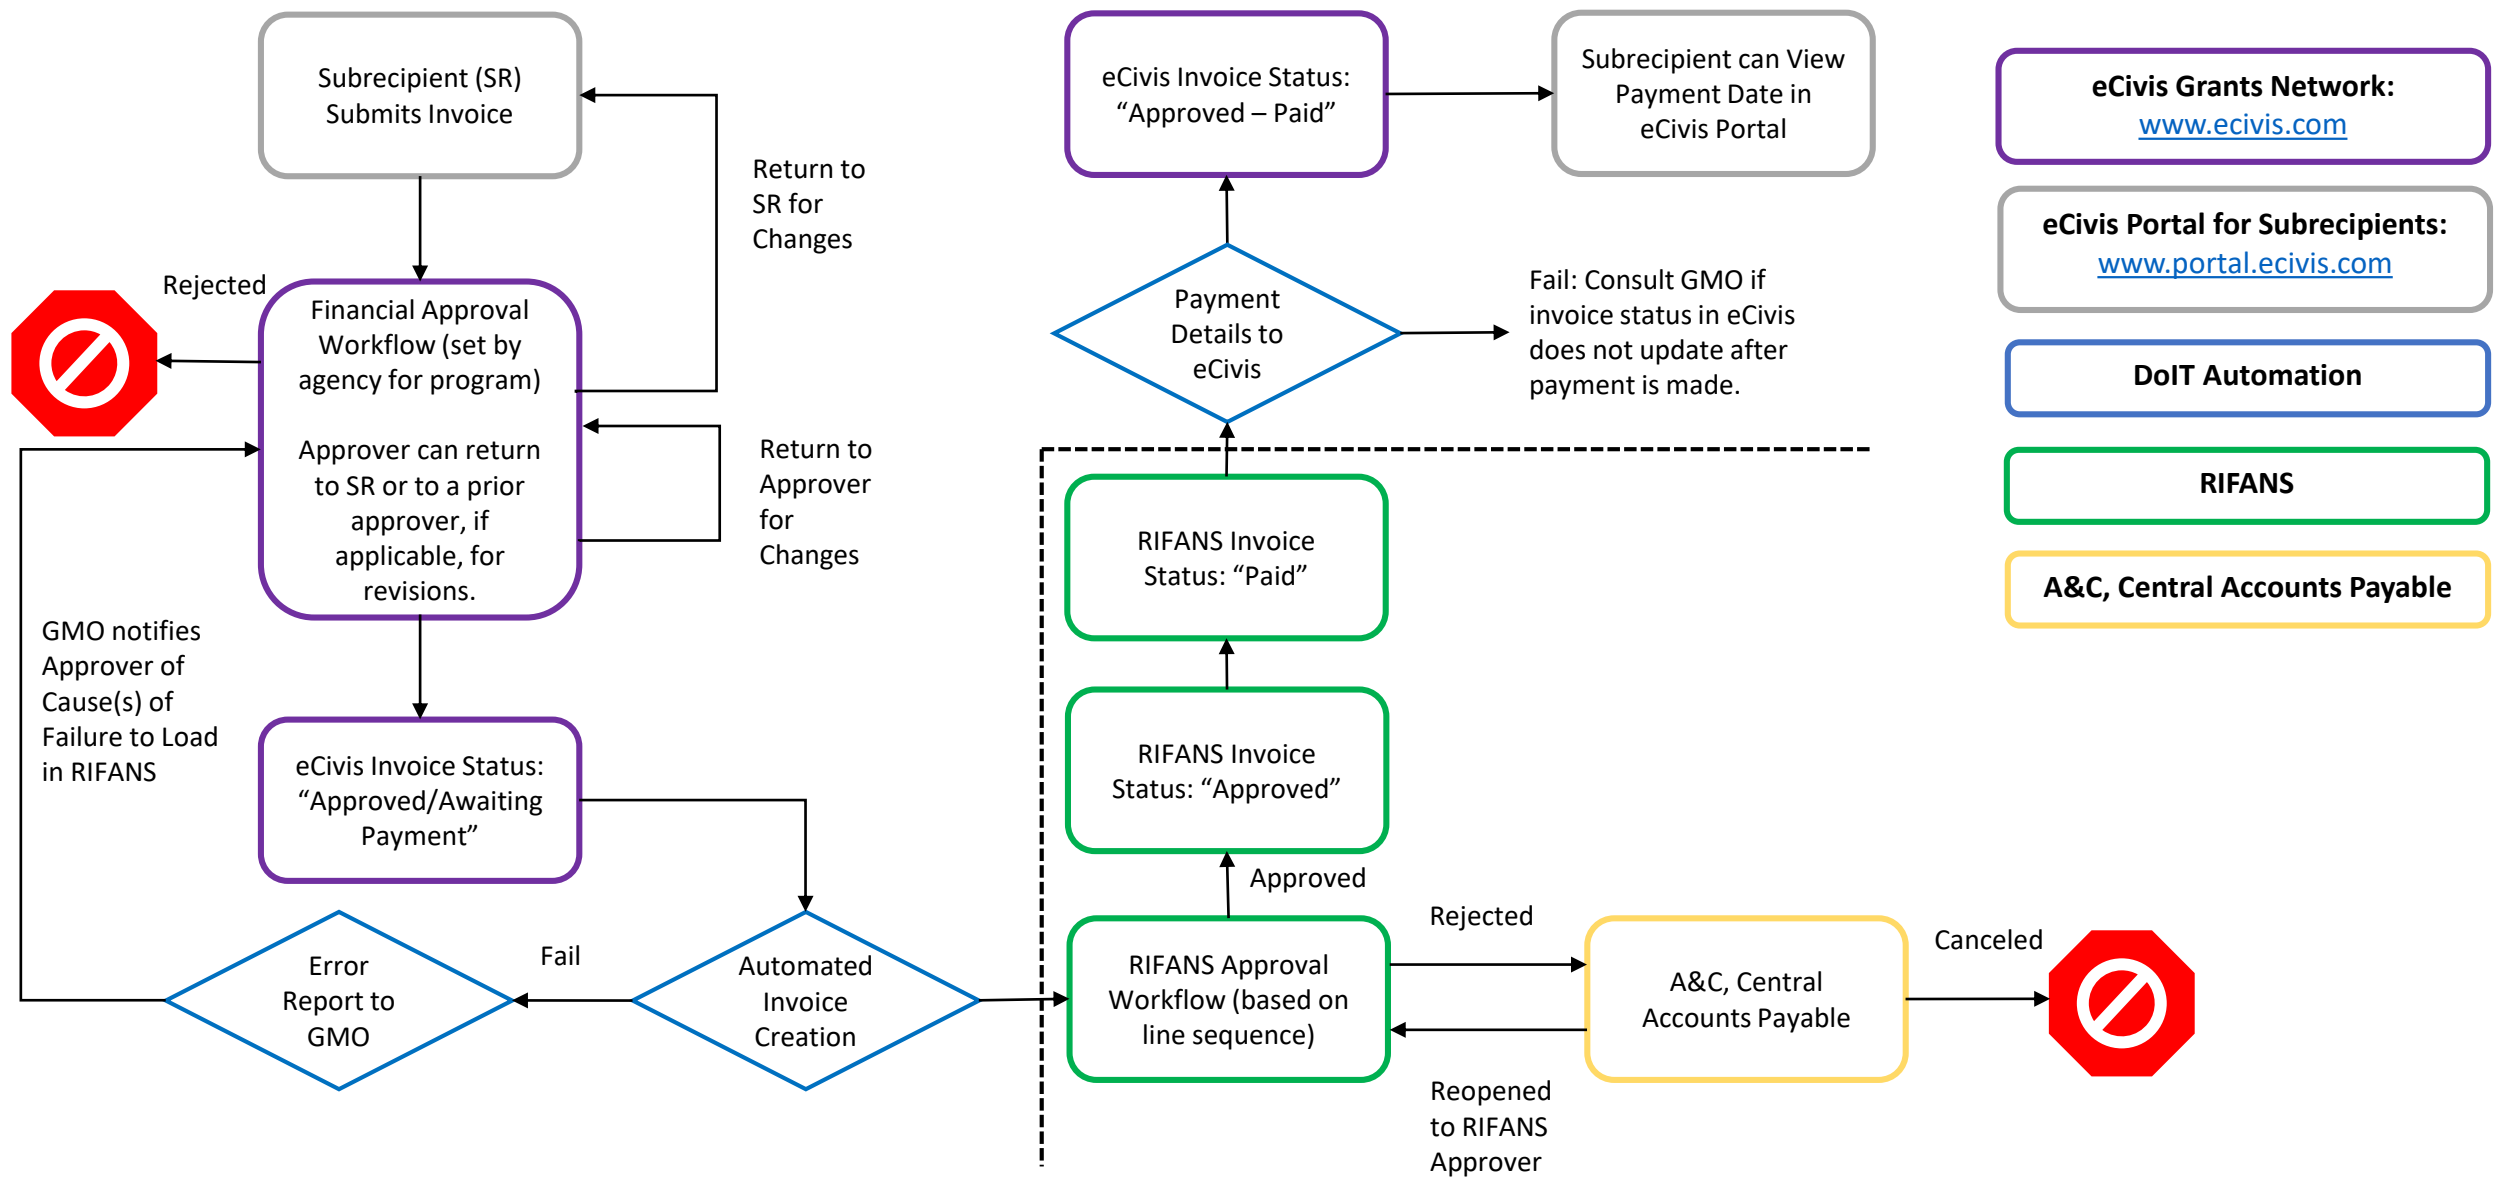 Subrecipient (SR)
Submits Invoice
Return to
SR for
Changes
Rejected
Financial Approval
Workflow (set by
agency for program)
Approver can return
to SR or to a prior
approver, if
applicable, for
revisions.
Return to
Approver
for
Changes
GMO notifies
Approver of
Cause(s) of
Failure to Load
in RIFANS
eCivis Invoice Status:
“Approved/Awaiting
Payment”
Error
Report to
GMO
Fail
Automated
Invoice
Creation
eCivis Invoice Status:
“Approved – Paid”
Subrecipient can View
Payment Date in
eCivis Portal
Payment
Details to
eCivis
Fail: Consult GMO if
invoice status in eCivis
does not update after
payment is made.
RIFANS Invoice
Status: “Paid”
RIFANS Invoice
Status: “Approved”
Approved
RIFANS Approval
Workflow (based on
line sequence)
Rejected
A&C, Central
Accounts Payable
Canceled
Reopened
to RIFANS
Approver
eCivis Grants Network:
www.ecivis.com
eCivis Portal for Subrecipients:
www.portal.ecivis.com
DoIT Automation
RIFANS
A&C, Central Accounts Payable